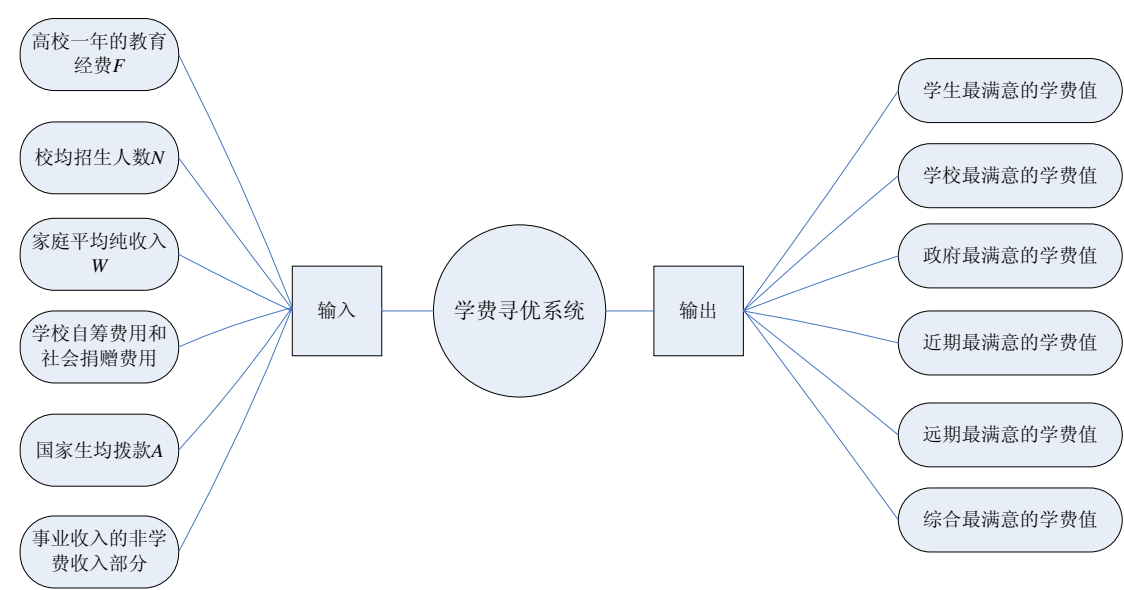 高校一年的教育
经费F
校均招生人数N
家庭平均纯收入
W
学校自筹费用和
社会捐赠费用
国家生均拨款A
事业收入的非学
费收入部分
输入
学费寻优系统
输出
学生最满意的学费值
学校最满意的学费值
政府最满意的学费值
近期最满意的学费值
远期最满意的学费值
综合最满意的学费值